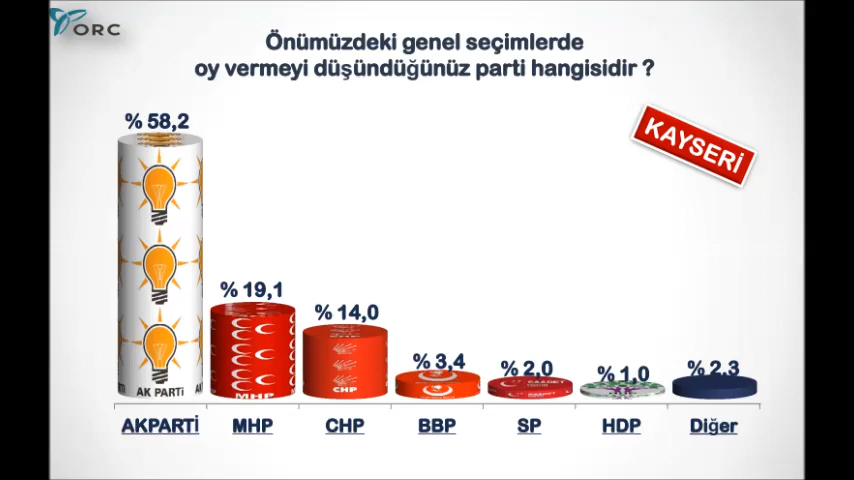 ORC
Önümüzdeki genel seçimlerde
oy vermeyi düşündüğünüz parti hangisidir ?
KAYSERİ
% 58,2
% 19,1
% 14,0
% 3,4
% 2,0
% 1,0
% 2,3
AK PARTİ
MHP
CHP
SAADET
AKPARTİ
MHP
CHP
BBP
SP
HDP
Diğer